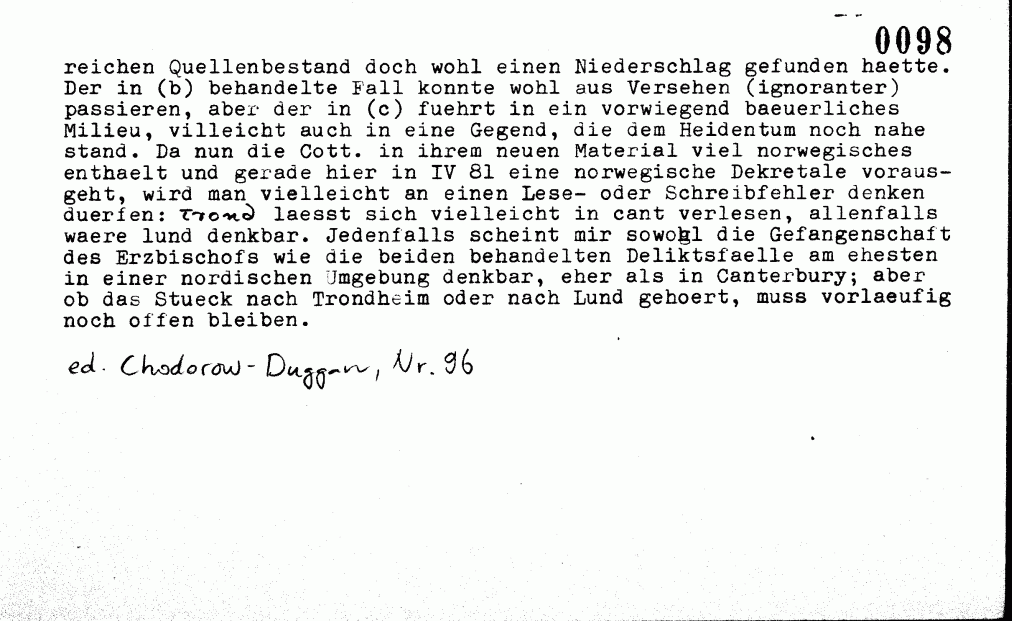 0098
reichen Quellenbestand doch wohl einen Niederschlag gefunden haette.
Der in (b) behandelte Fall konnte wohl aus Versehen (ignoranter)
passieren, aber der in (c) fuehrt in ein vorwiegend baeuerliches
Milieu, villeicht auch in eine Gegend, die dem Heidentum noch nahe
stand. Da nun die Cott. in ihrem neuen Material viel norwegisches
enthaelt und gerade hier in IV 81 eine norwegische Dekretale voraus-
geht, wird man vielleicht an einen Lese- oder Schreibfehler denken
duerfen: Trond laesst sich vielleicht in cant verlesen, allenfalls
waere lund denkbar. Jedenfalls scheint mir sowohl die Gefangenschaft
des Erzbischofs wie die beiden behandelten Deliktsfaelle am ehesten
in einer nordischen Umgebung denkbar, eher als in Canterbury; aber
ob das Stueck nach Trondheim oder nach Lund gehoert, muss vorlaeufig
noch offen bleiben.
ed. Chodorow-Duggan, Nr. 96